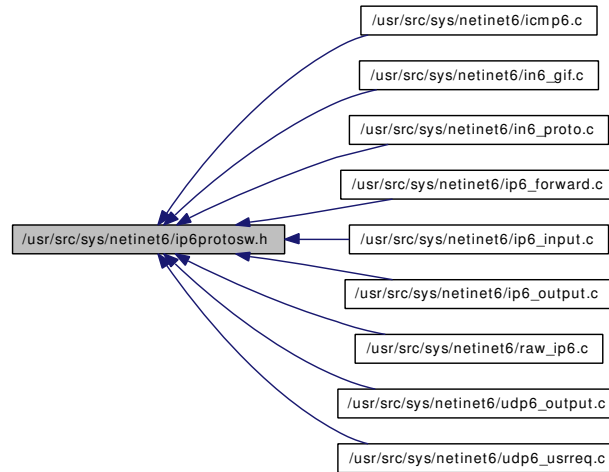 /usr/src/sys/netinet6/icmp6.c
/usr/src/sys/netinet6/in6_gif.c
/usr/src/sys/netinet6/in6_proto.c
/usr/src/sys/netinet6/ip6_forward.c
/usr/src/sys/netinet6/ip6protosw.h
/usr/src/sys/netinet6/ip6_input.c
/usr/src/sys/netinet6/ip6_output.c
/usr/src/sys/netinet6/raw_ip6.c
/usr/src/sys/netinet6/udp6_output.c
/usr/src/sys/netinet6/udp6_usrreq.c